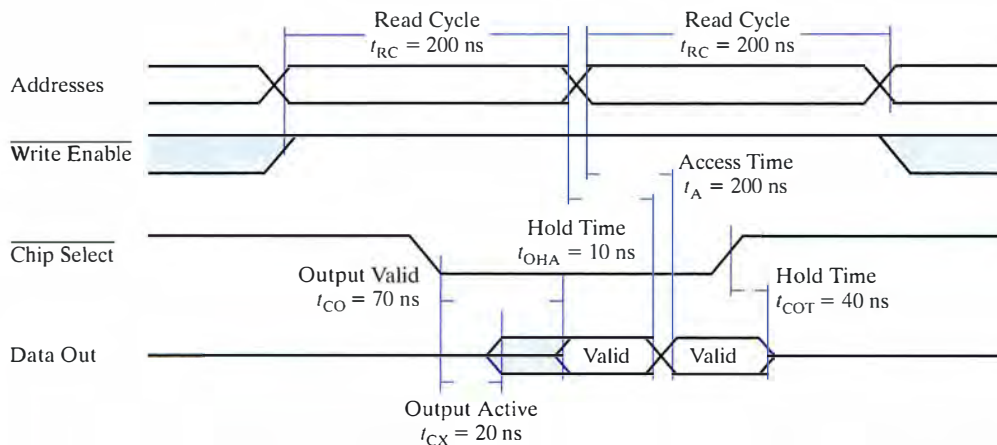 Read Cycle
t_RC = 200 ns
Read Cycle
t_RC = 200 ns
Addresses
Write Enable
Access Time
t_A = 200 ns
Chip Select
Hold Time
t_OHA = 10 ns
Output Valid
t_CO = 70 ns
Hold Time
t_COT = 40 ns
Data Out
Valid
Valid
Output Active
t_CX = 20 ns